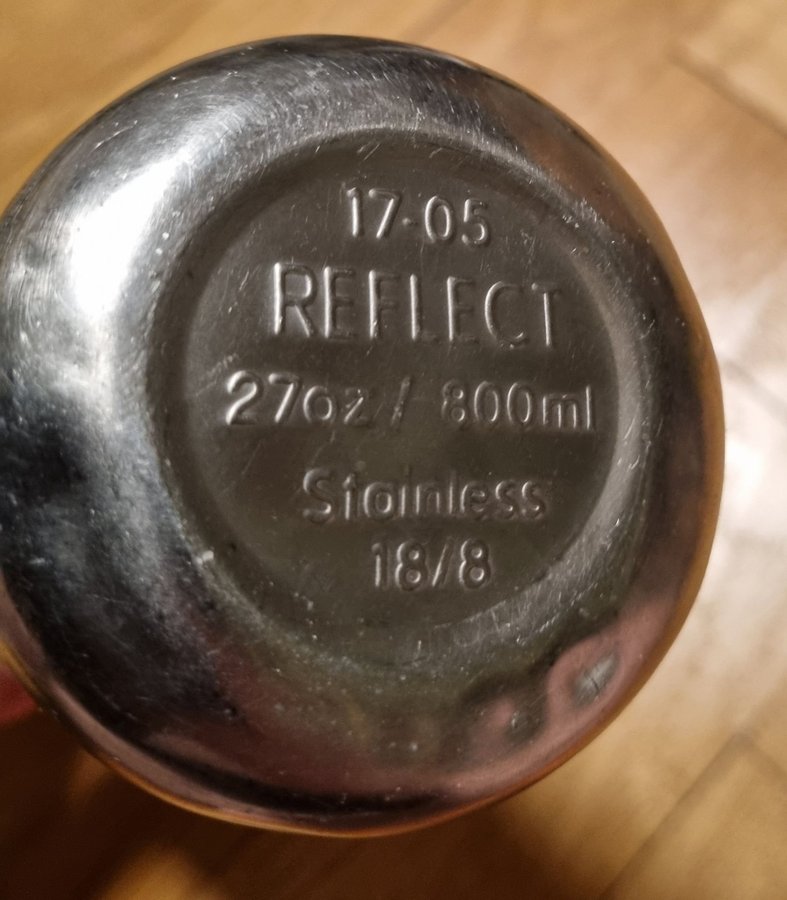 17-05
REFLECT
27oz / 800ml
Stainless
18/8